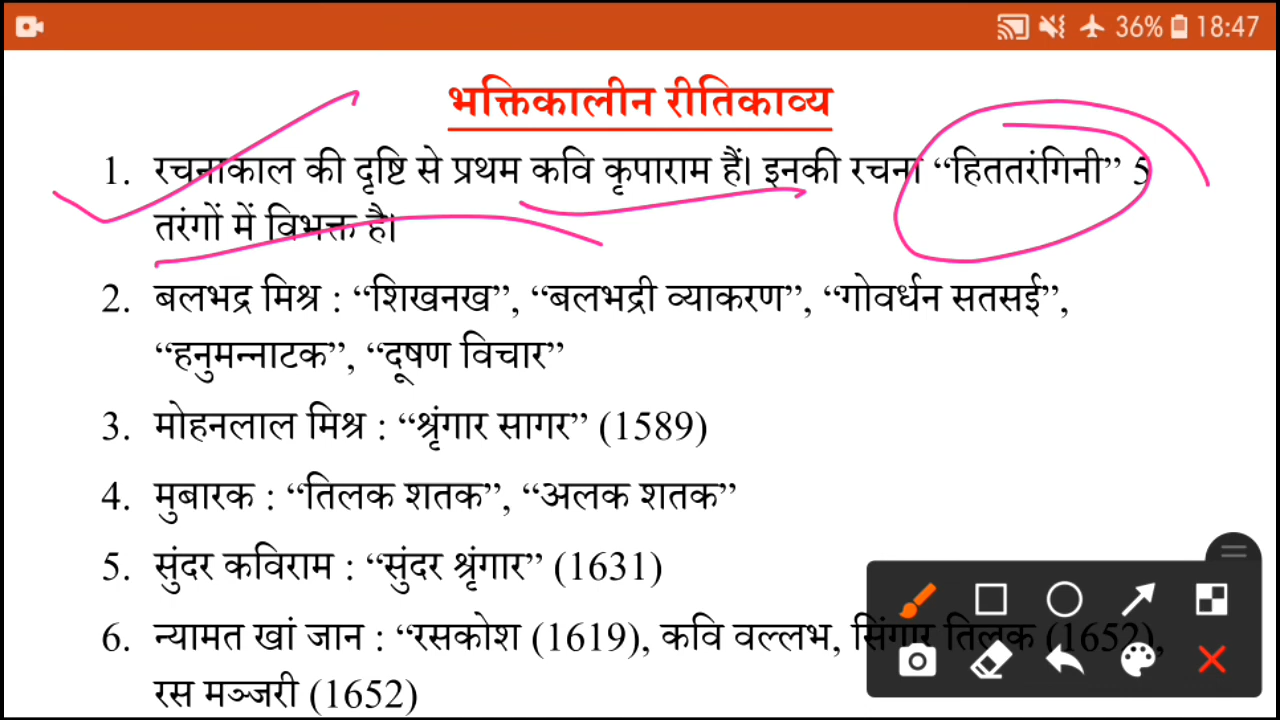 36% 18:47
भक्तिकालीन रीतिकाव्य
1. रचनाकाल की दृष्टि से प्रथम कवि कृपाराम हैं। इनकी रचना “हिततरंगिनी” 5
तरंगों में विभक्त है।
2. बलभद्र मिश्र : “शिखनख”, “बलभद्री व्याकरण”, “गोवर्धन सतसई”,
“हनुमन्नाटक”, “दूषण विचार”
3. मोहनलाल मिश्र : “श्रृंगार सागर” (1589)
4. मुबारक : “तिलक शतक”, “अलक शतक”
5. सुंदर कविराम : “सुंदर श्रृंगार” (1631)
6. न्यामत खां जान : “रसकोश (1619), कवि वल्लभ, सिंगार तिलक (1652),
रस मञ्जरी (1652)